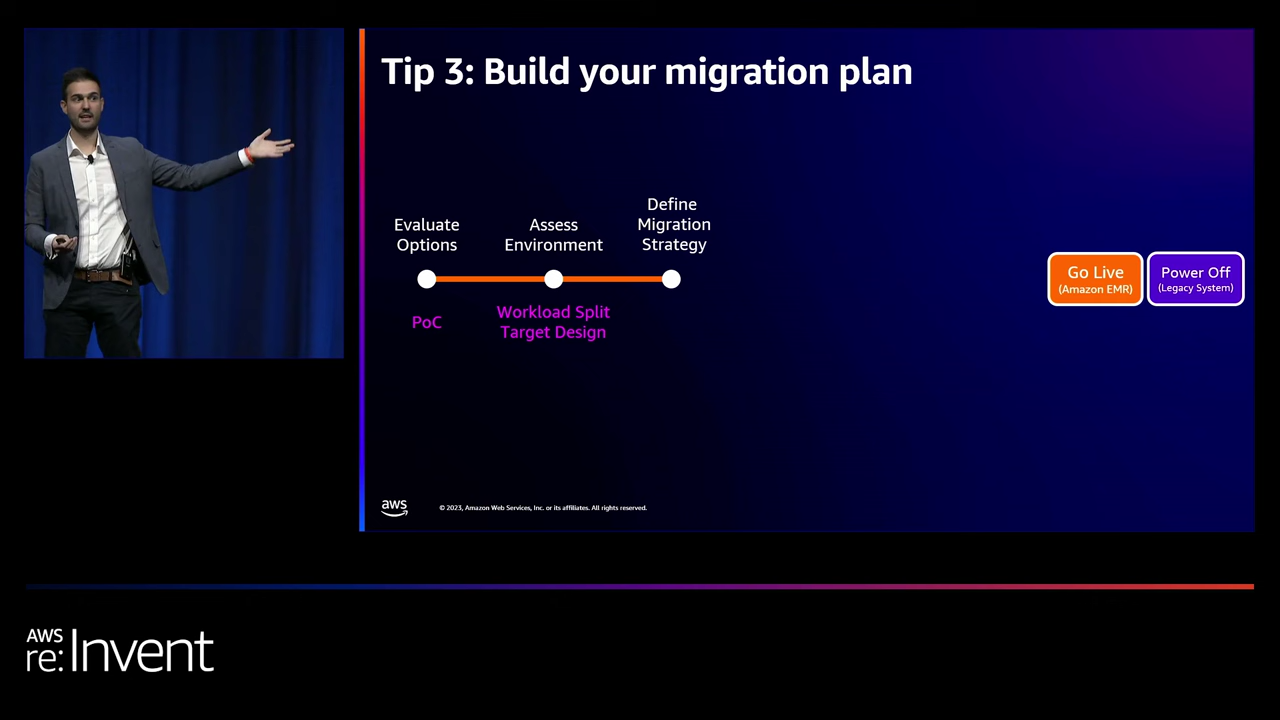 Tip 3: Build your migration plan
Evaluate
Options
Assess
Environment
Define
Migration
Strategy
PoC
Workload Split
Target Design
Go Live
(Amazon EMR)
Power Off
(Legacy System)
aws
© 2023, Amazon Web Services, Inc. or its affiliates. All rights reserved.
AWS
re:Invent